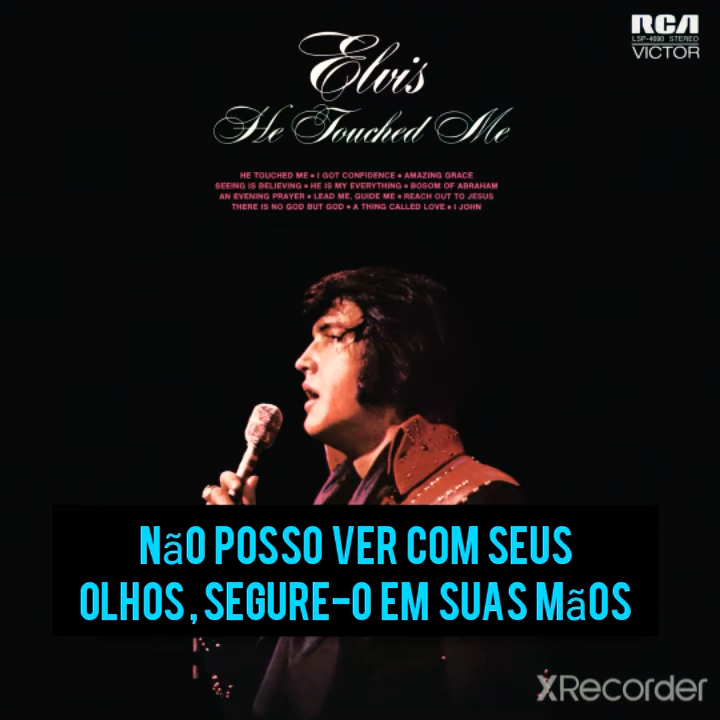 Elvis
He Touched Me
RCA
LSP-4690 STEREO
VICTOR
HE TOUCHED ME • I GOT CONFIDENCE • AMAZING GRACE
SEEING IS BELIEVING • HE IS MY EVERYTHING • BOSOM OF ABRAHAM
AN EVENING PRAYER • LEAD ME, GUIDE ME • REACH OUT TO JESUS
THERE IS NO GOD BUT GOD • A THING CALLED LOVE • I JOHN
NãO POSSO VER COM SEUS
OLHOS, SEGURE-O EM SUAS MãOS
XRecorder